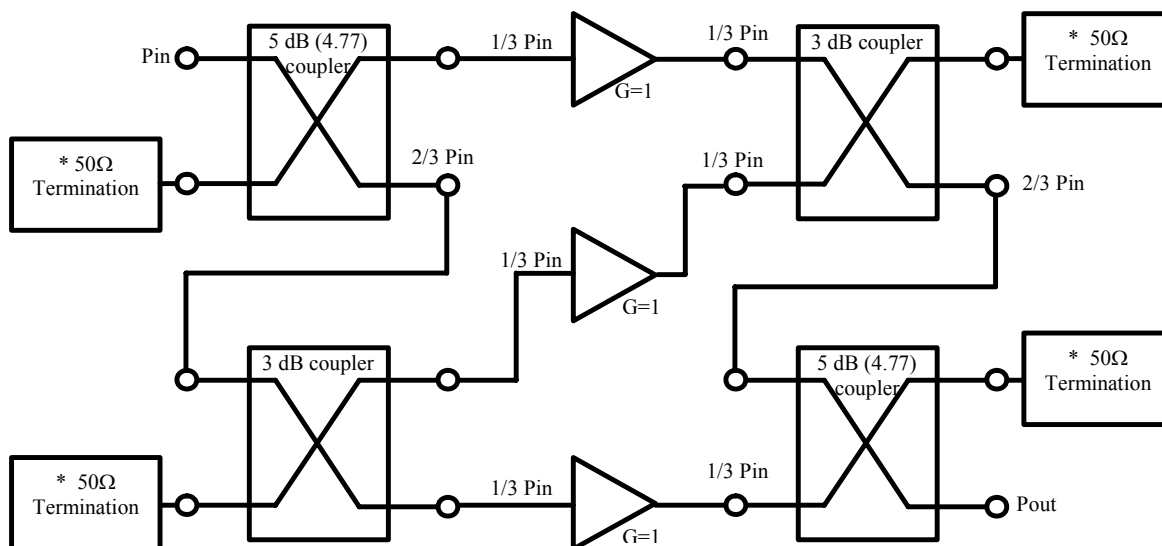 Pin
5 dB (4.77)
coupler
1/3 Pin
G=1
1/3 Pin
3 dB coupler
* 50Ω
Termination
* 50Ω
Termination
2/3 Pin
1/3 Pin
2/3 Pin
1/3 Pin
G=1
3 dB coupler
5 dB (4.77)
coupler
* 50Ω
Termination
* 50Ω
Termination
1/3 Pin
G=1
1/3 Pin
Pout